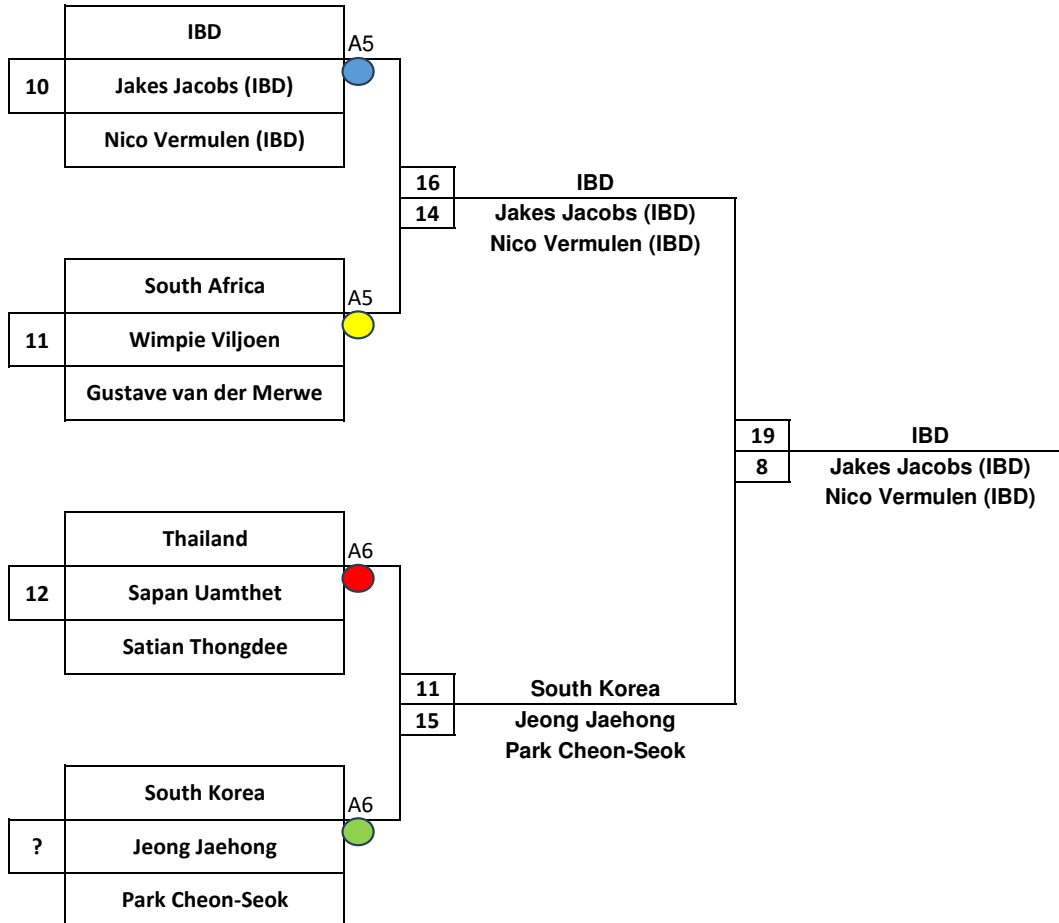 IBD
A5
10
Jakes Jacobs (IBD)
Nico Vermulen (IBD)
16
IBD
14
Jakes Jacobs (IBD)
Nico Vermulen (IBD)
South Africa
A5
11
Wimpie Viljoen
Gustave van der Merwe
19
IBD
8
Jakes Jacobs (IBD)
Nico Vermulen (IBD)
Thailand
A6
12
Sapan Uamthet
Satian Thongdee
11
South Korea
15
Jeong Jaehong
Park Cheon-Seok
South Korea
A6
?
Jeong Jaehong
Park Cheon-Seok